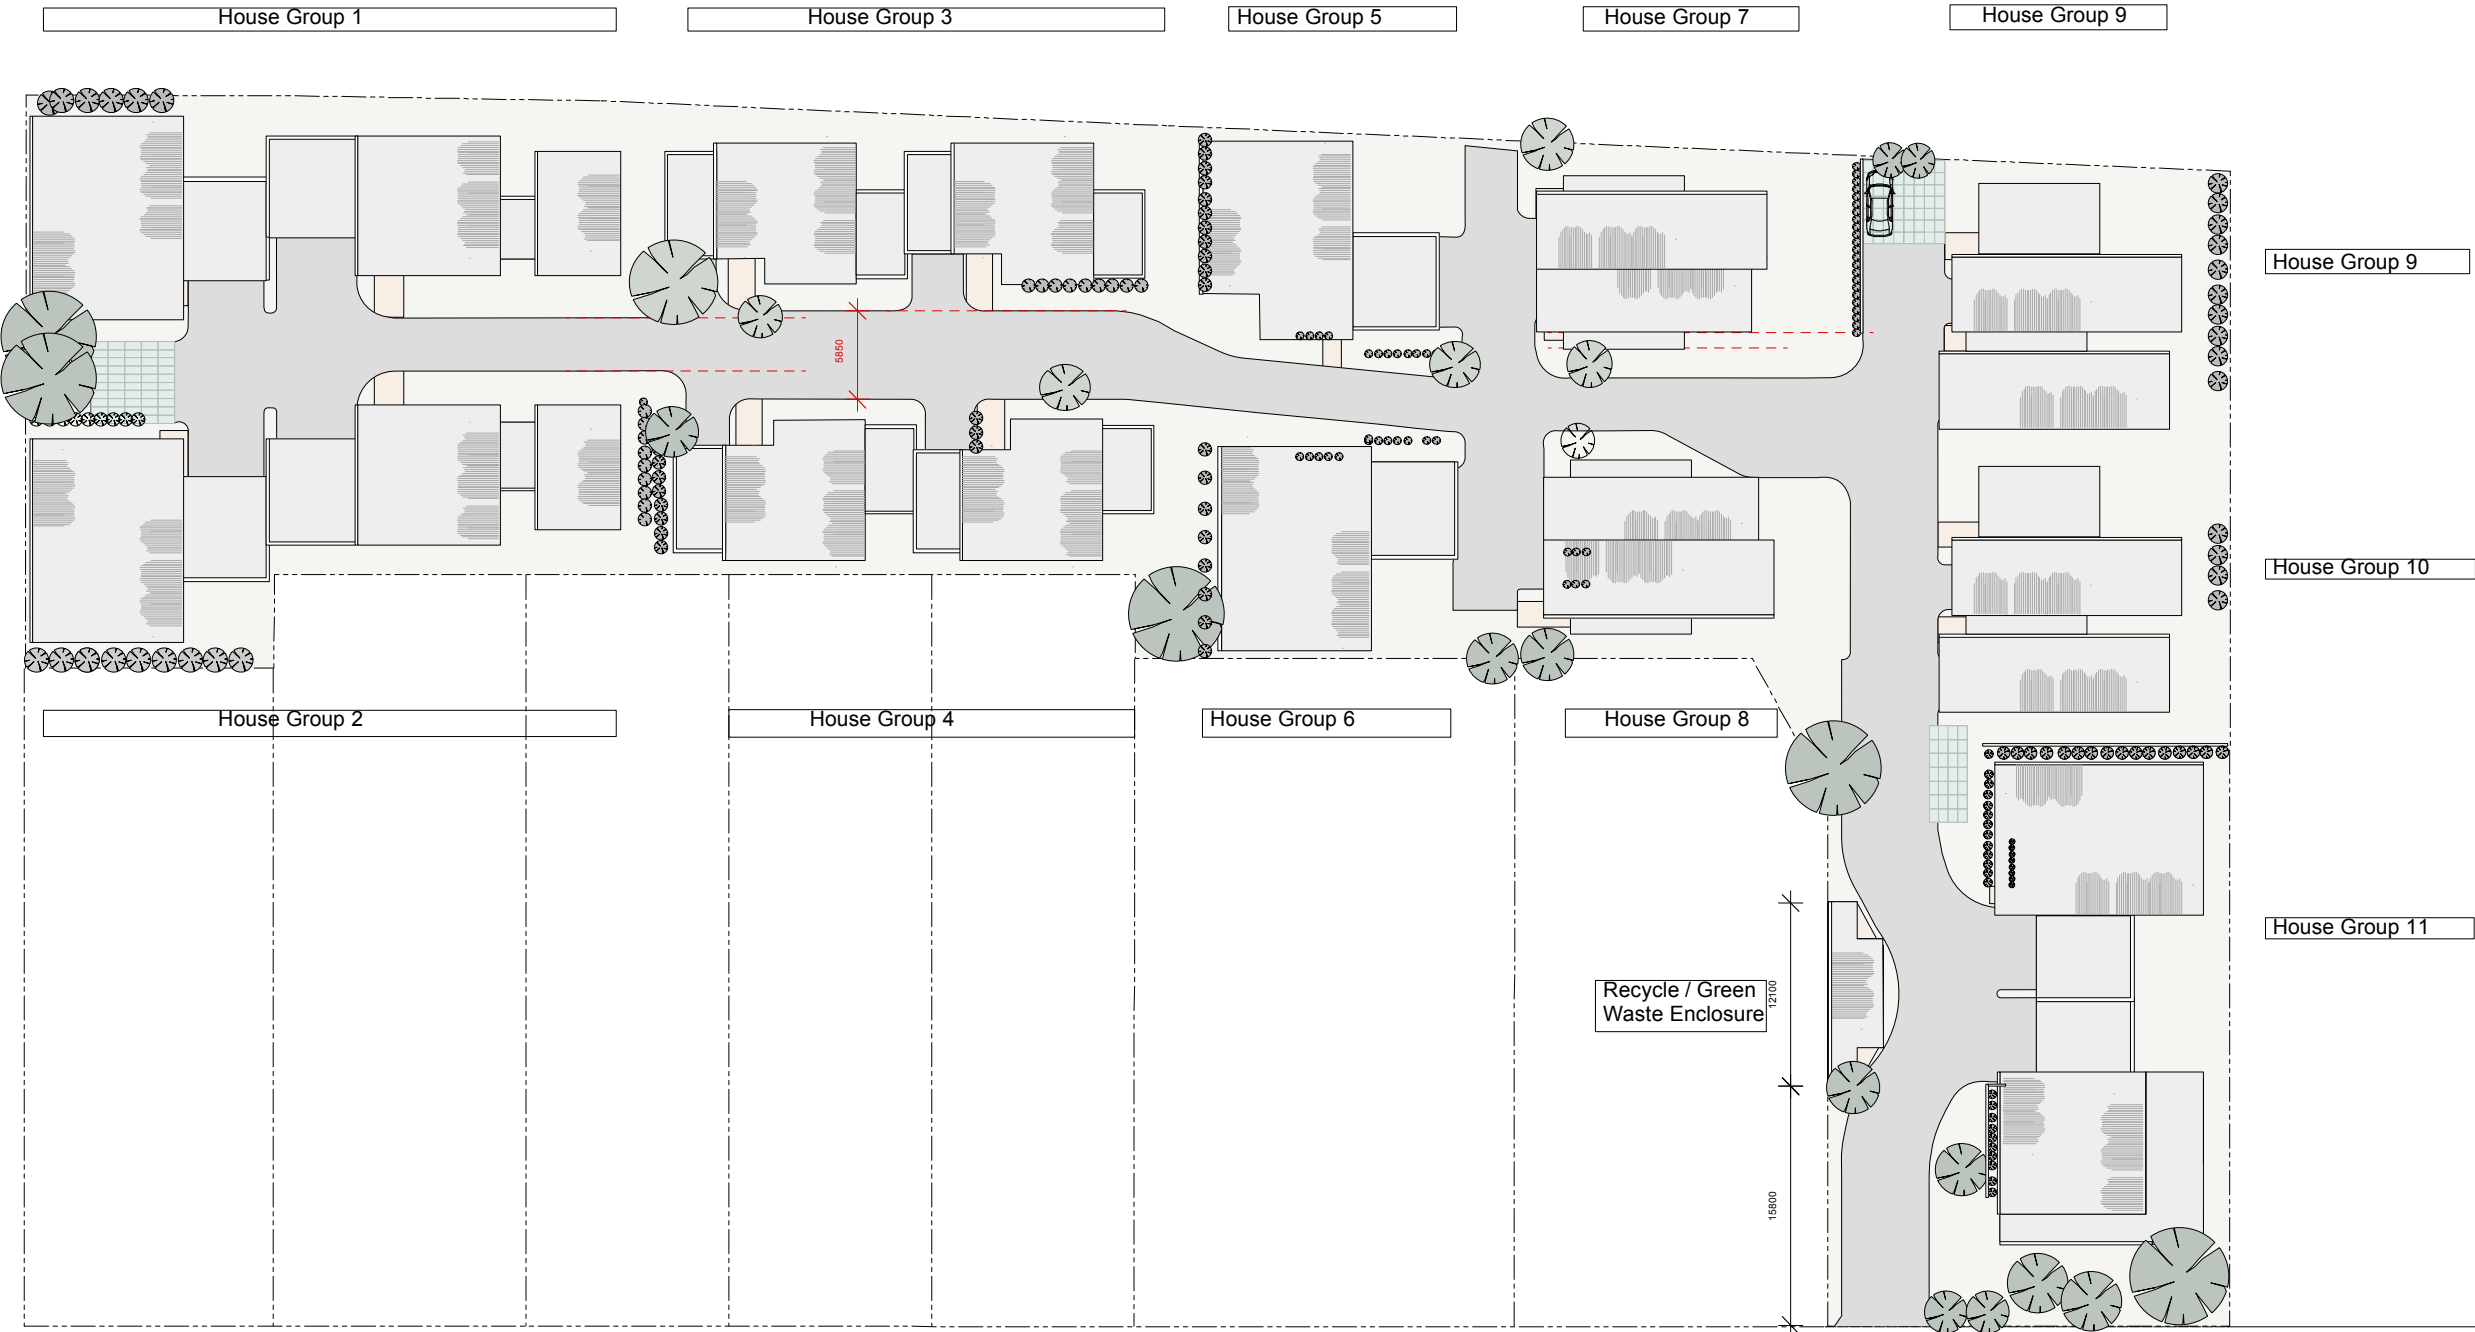 House Group 1
House Group 3
House Group 5
House Group 7
House Group 9
House Group 9
5850
House Group 10
House Group 2
House Group 4
House Group 6
House Group 8
House Group 11
Recycle / Green
Waste Enclosure
12100
15800